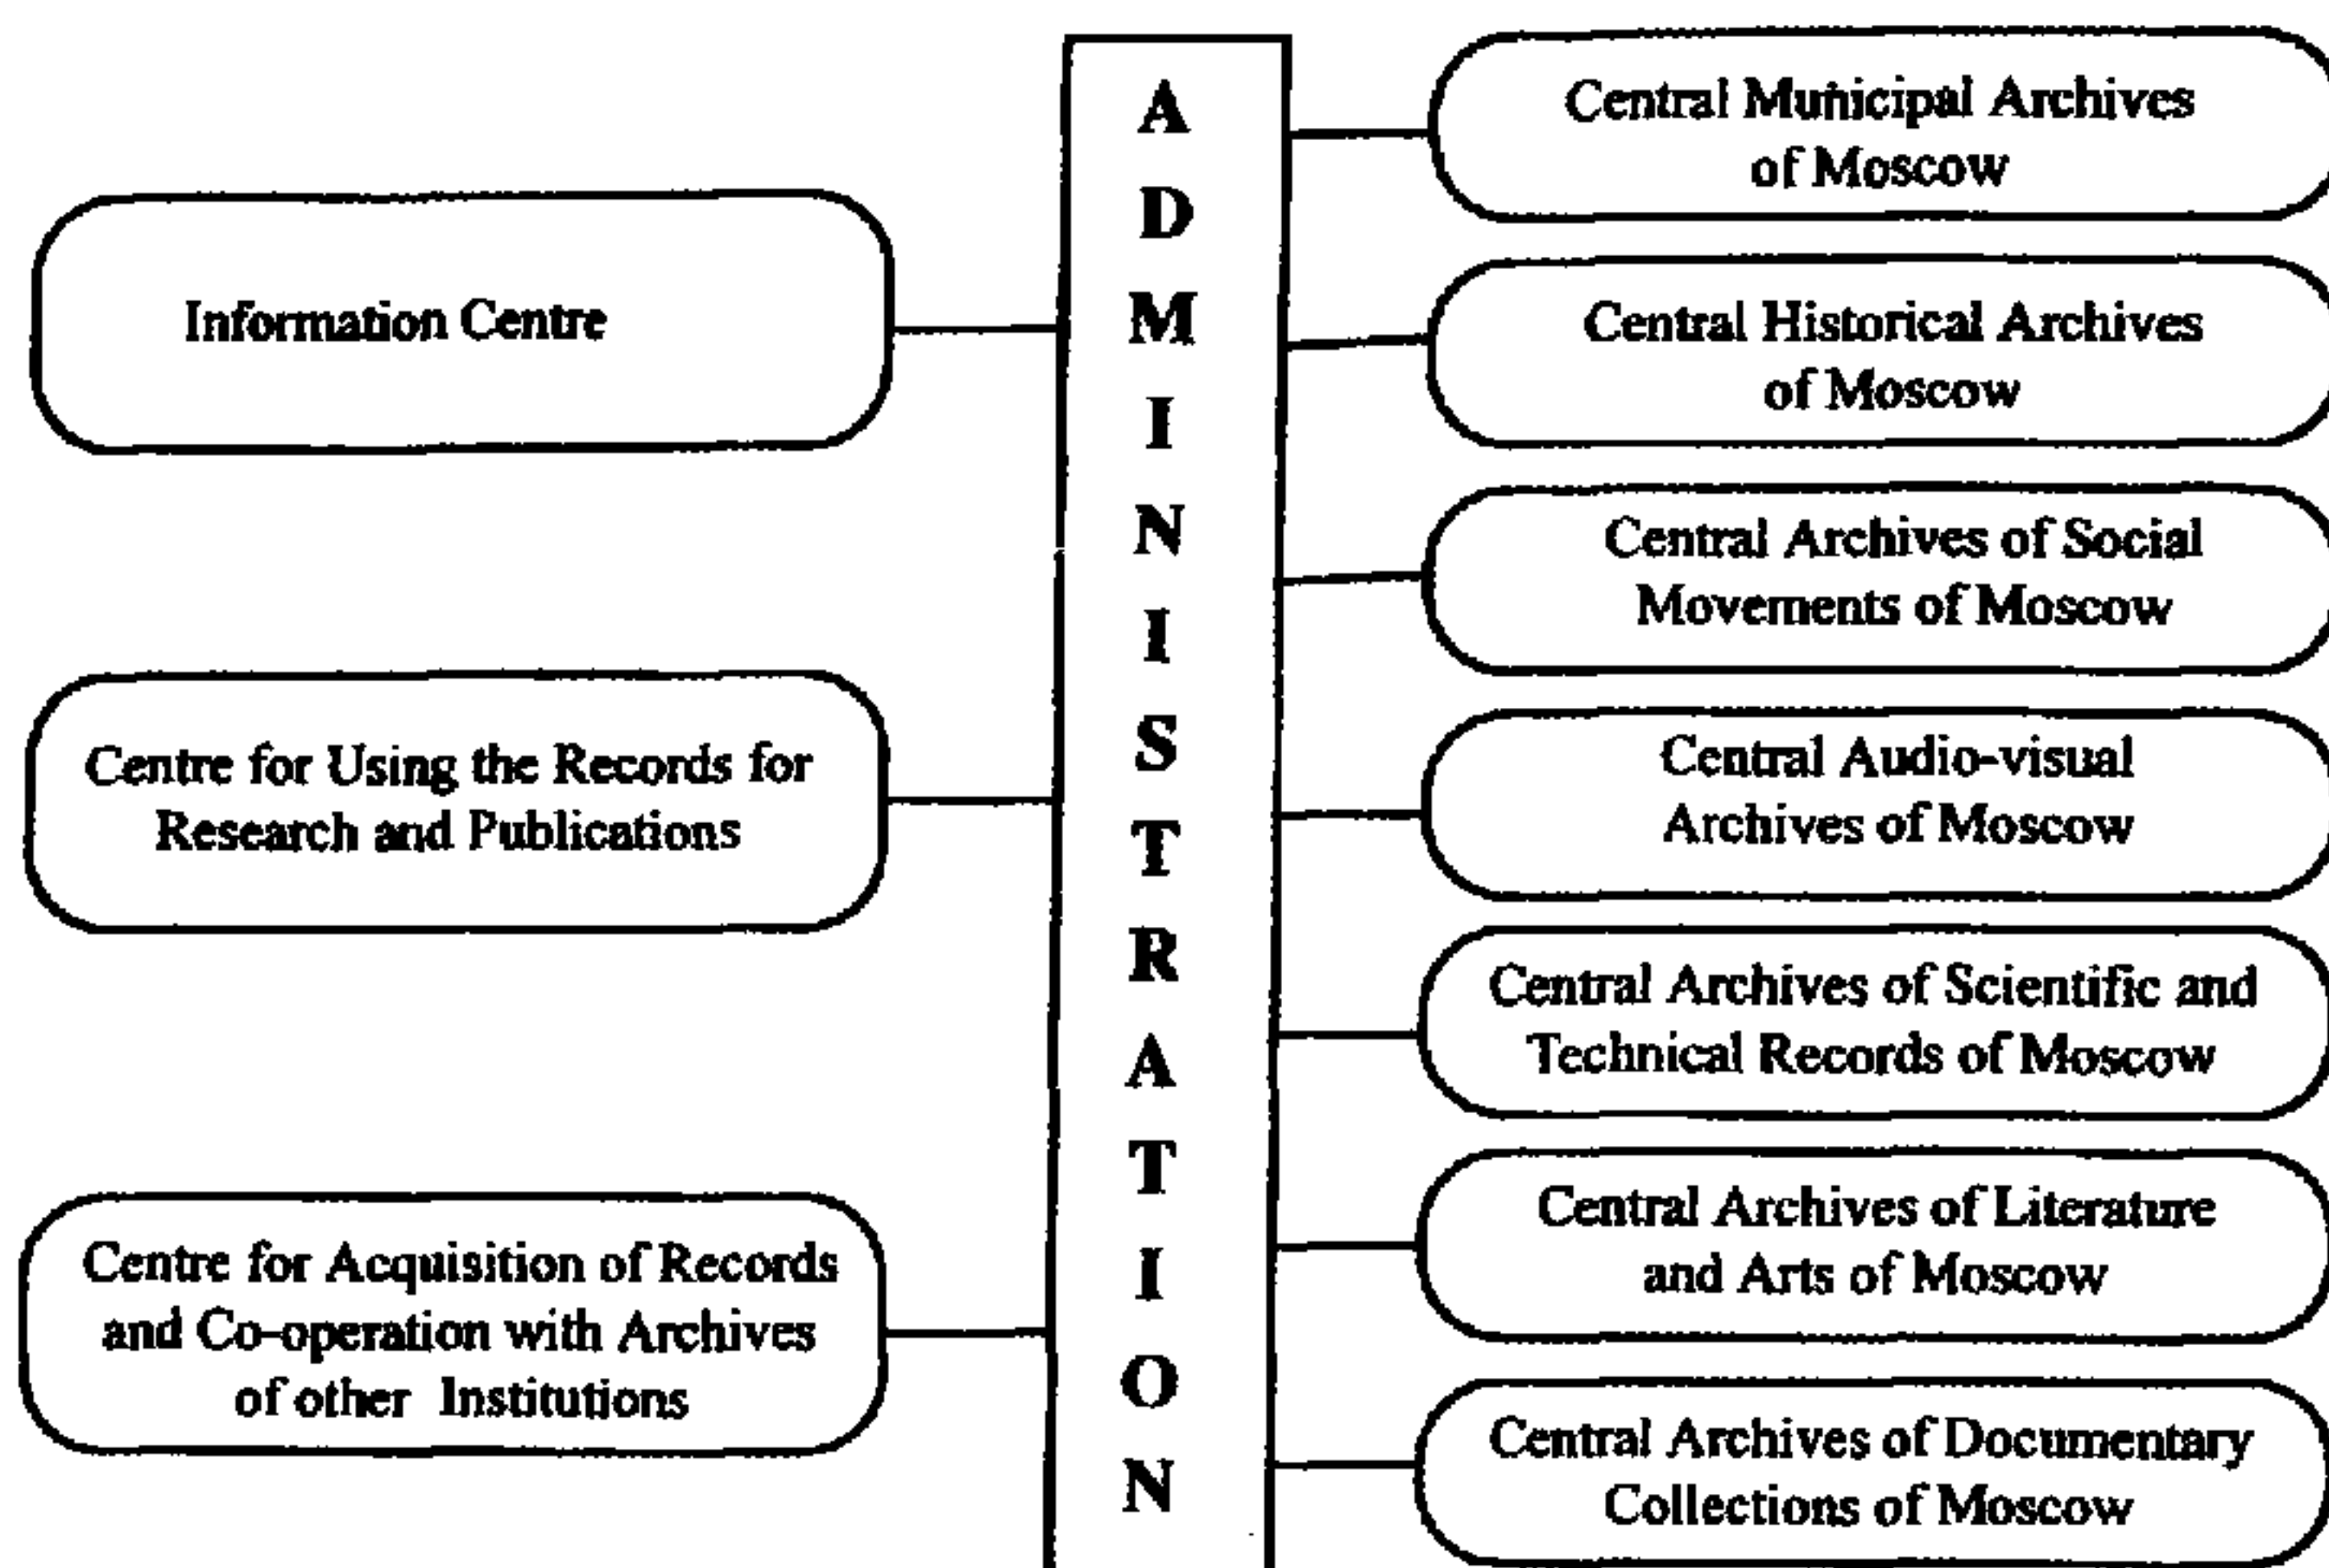 Information Centre
Centre for Using the Records for
Research and Publications
Centre for Acquisition of Records
and Co-operation with Archives
of other Institutions
A
D
M
I
N
I
S
T
R
A
T
I
O
N
Central Municipal Archives
of Moscow
Central Historical Archives
of Moscow
Central Archives of Social
Movements of Moscow
Central Audio-visual
Archives of Moscow
Central Archives of Scientific and
Technical Records of Moscow
Central Archives of Literature
and Arts of Moscow
Central Archives of Documentary
Collections of Moscow